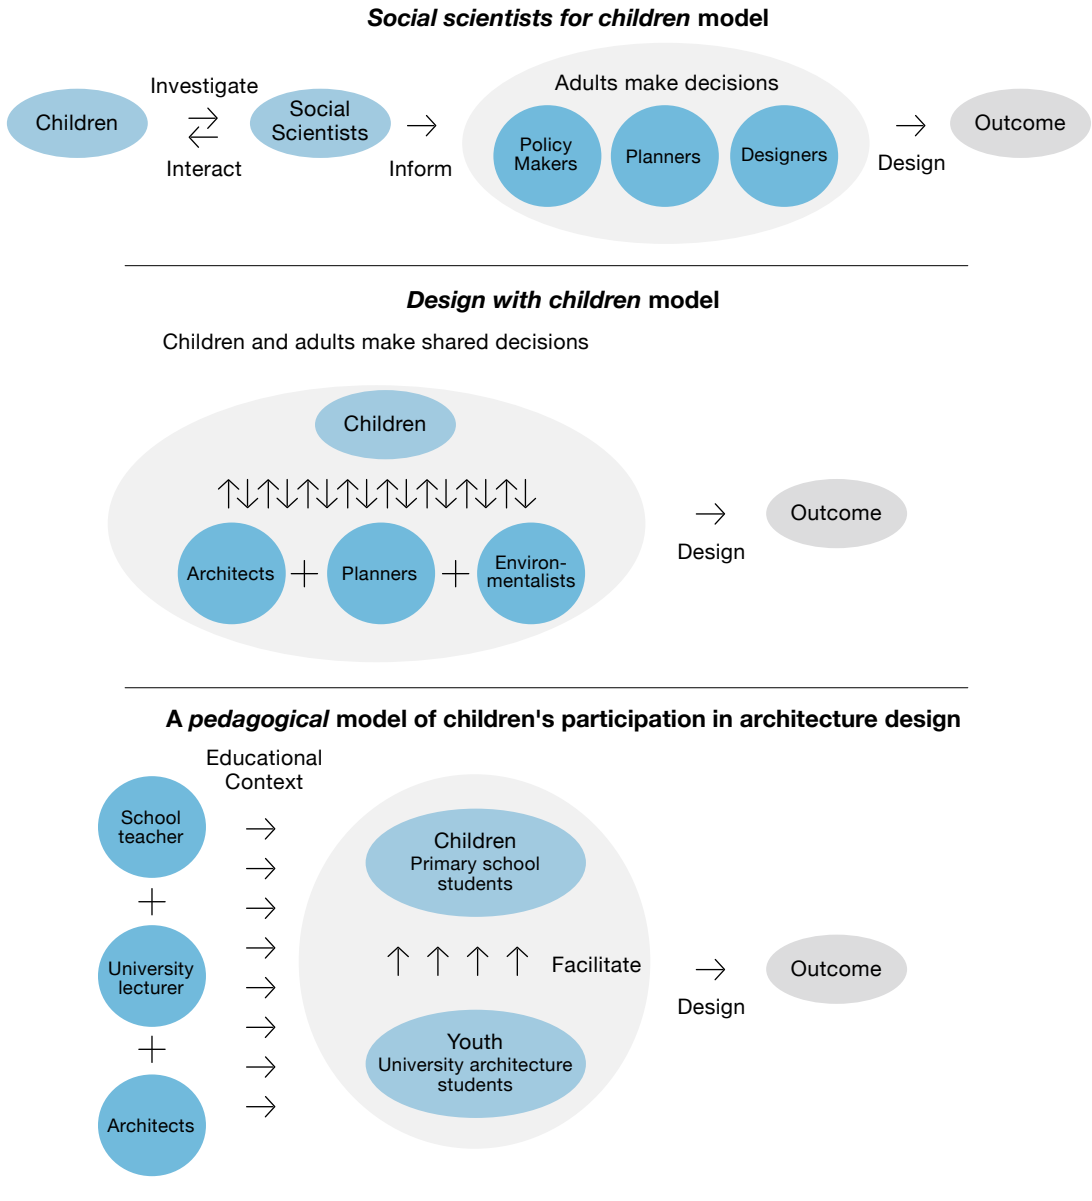 Social scientists for children model
Children
Investigate
Interact
Social
Scientists
Inform
Adults make decisions
Policy
Makers
Planners
Designers
Design
Outcome
Design with children model
Children and adults make shared decisions
Children
Architects
+
Planners
+
Environ-
mentalists
Design
Outcome
A pedagogical model of children's participation in architecture design
Educational
Context
School
teacher
+
University
lecturer
+
Architects
Children
Primary school
students
Facilitate
Youth
University architecture
students
Design
Outcome